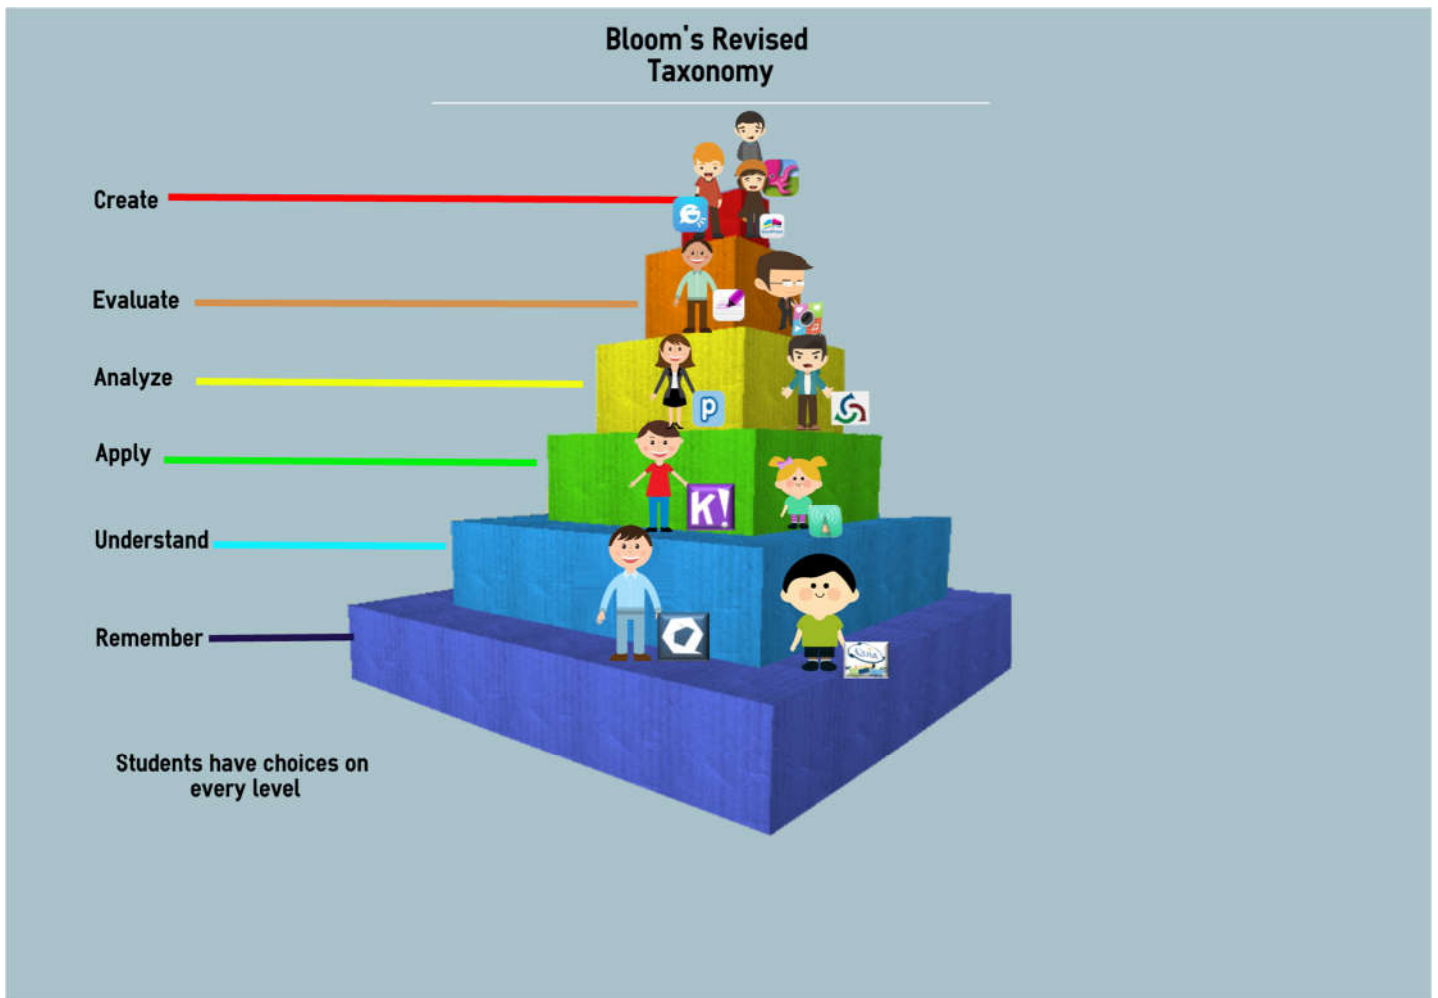 Bloom's Revised
Taxonomy
Create
Evaluate
Analyze
p
Apply
K!
Understand
Remember
Students have choices on
every level